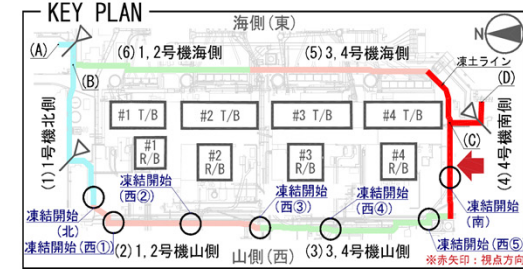 KEY PLAN
海側(東)
N
(A)
(6)1,2号機海側
(5)3,4号機海側
凍土ライン
(B)
(D)
#1 T/B
#2 T/B
#3 T/B
#4 T/B
(C)
(1)1号機北側
#1
R/B
#2
R/B
#3
R/B
#4
R/B
(4)4号機南側
凍結開始
(西②)
凍結開始
(西③)
凍結開始
(西④)
凍結開始
(南)
凍結開始
(北)
凍結開始(西①)
(2)1,2号機山側
(3)3,4号機山側
凍結開始(西⑤)
山側(西)
※赤矢印：視点方向